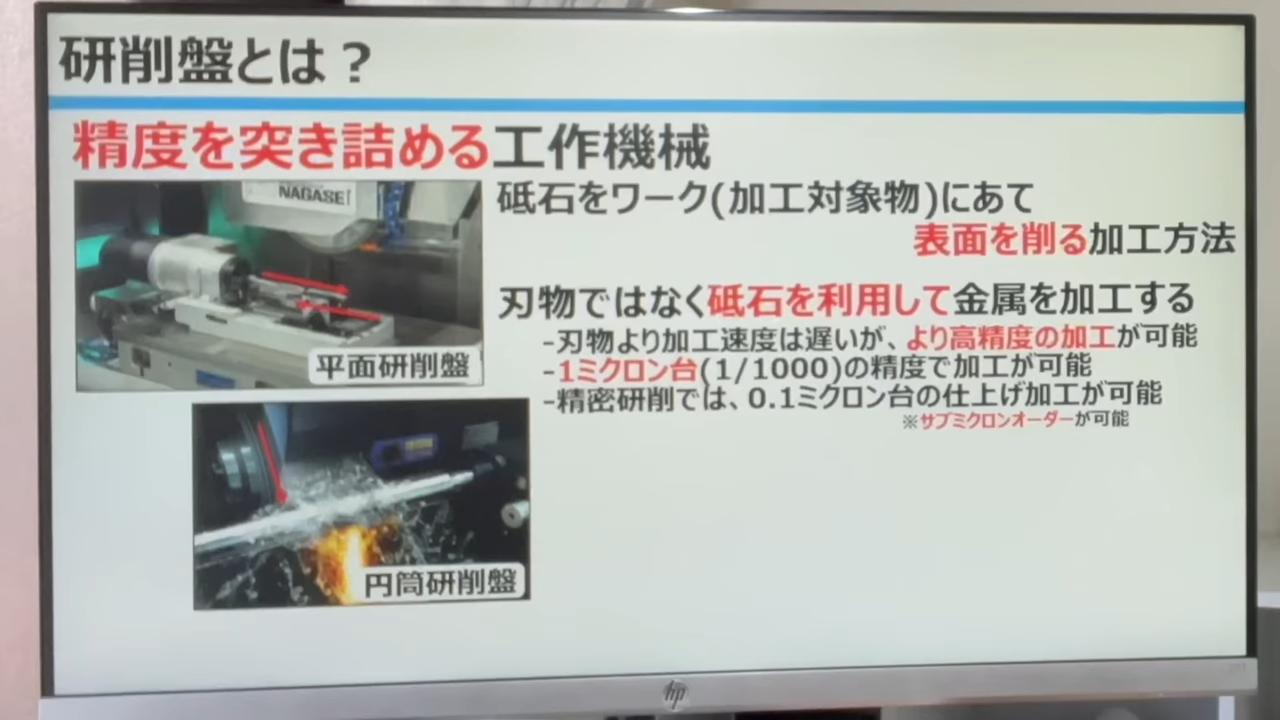 研削盤とは？
精度を突き詰める工作機械
NAGASE
平面研削盤
砥石をワーク(加工対象物)にあて
表面を削る加工方法
刃物ではなく砥石を利用して金属を加工する
-刃物より加工速度は遅いが、より高精度の加工が可能
-1ミクロン台(1/1000)の精度で加工が可能
-精密研削では、0.1ミクロン台の仕上げ加工が可能
※サブミクロンオーダーが可能
円筒研削盤
hp